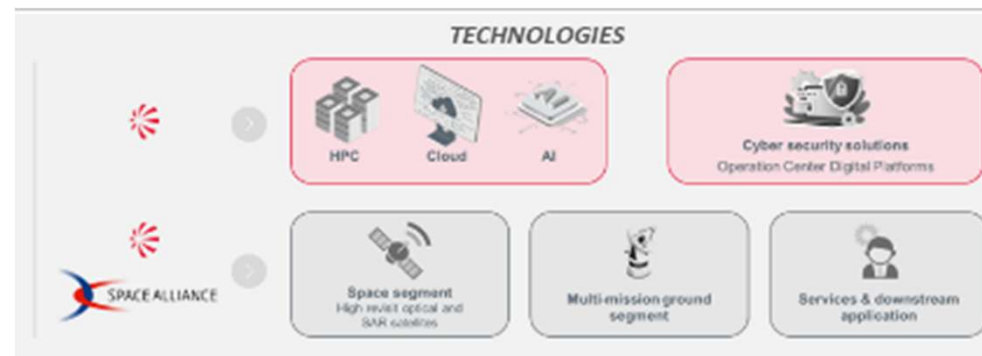 TECHNOLOGIES
AI
HPC
Cloud
AI
Cyber security solutions
Operation Center Digital Platforms
SPACE ALLIANCE
Space segment
High revisit optical and
SAR satellites
Multi-mission ground
segment
Services & downstream
application